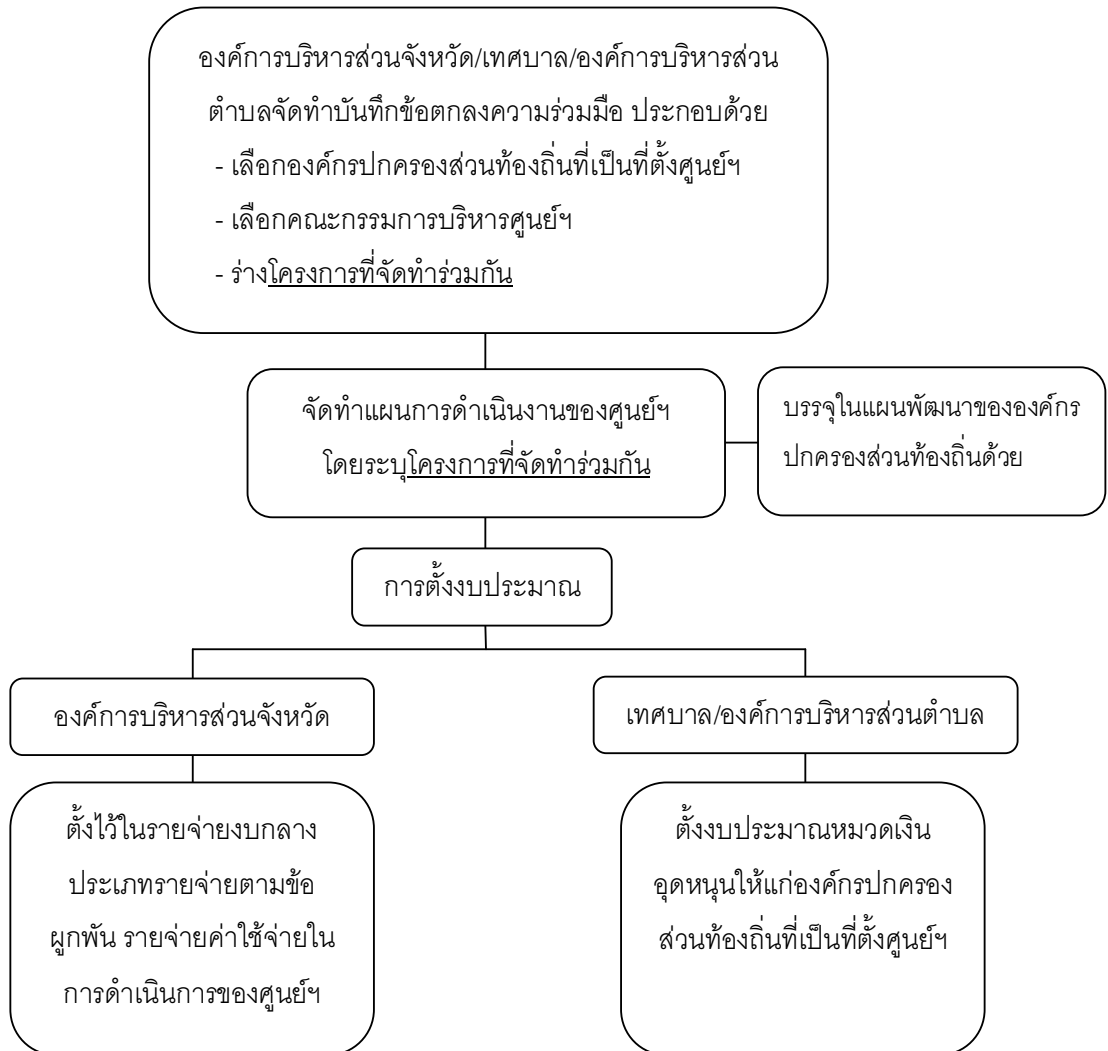 องค์การบริหารส่วนจังหวัด/เทศบาล/องค์การบริหารส่วน
ตำบลจัดทำบันทึกข้อตกลงความร่วมมือ ประกอบด้วย
- เลือกองค์กรปกครองส่วนท้องถิ่นที่เป็นที่ตั้งศูนย์ฯ
- เลือกคณะกรรมการบริหารศูนย์ฯ
- ร่างโครงการที่จัดทำร่วมกัน
จัดทำแผนการดำเนินงานของศูนย์ฯ
โดยระบุโครงการที่จัดทำร่วมกัน
บรรจุในแผนพัฒนาขององค์กร
ปกครองส่วนท้องถิ่นด้วย
การตั้งงบประมาณ
องค์การบริหารส่วนจังหวัด
ตั้งไว้ในรายจ่ายงบกลาง
ประเภทรายจ่ายตามข้อ
ผูกพัน รายจ่ายค่าใช้จ่ายใน
การดำเนินการของศูนย์ฯ
เทศบาล/องค์การบริหารส่วนตำบล
ตั้งงบประมาณหมวดเงิน
อุดหนุนให้แก่องค์กรปกครอง
ส่วนท้องถิ่นที่เป็นที่ตั้งศูนย์ฯ